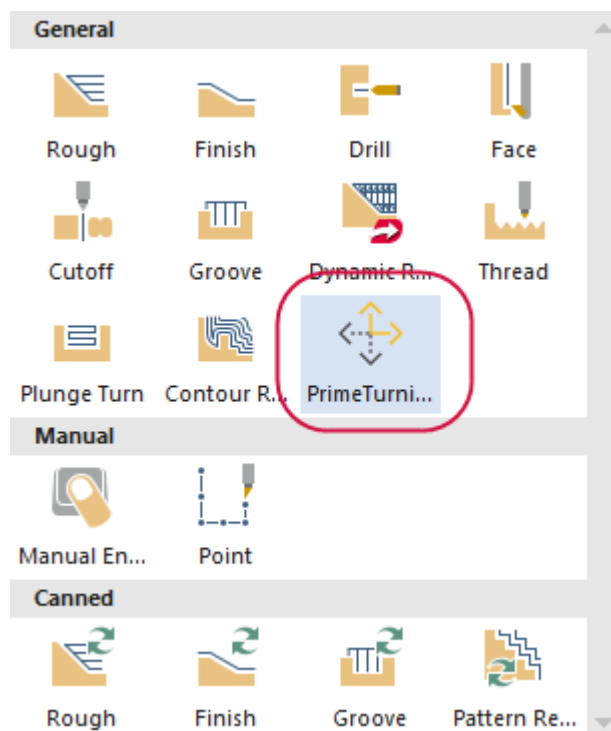 General
Rough Finish Drill Face
Cutoff Groove Dynamic R... Thread
Plunge Turn Contour R... PrimeTurni...
Manual
Manual En... Point
Canned
Rough Finish Groove Pattern Re...